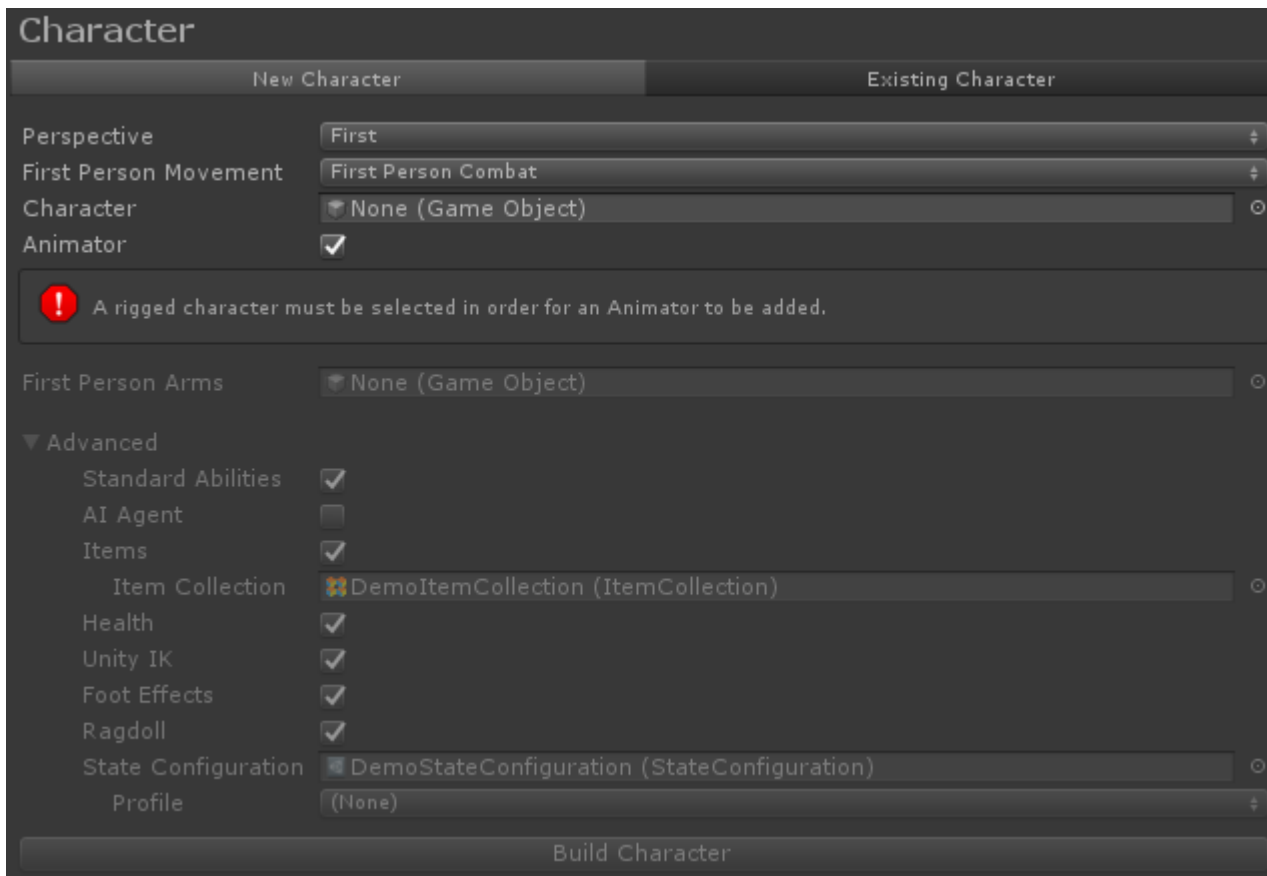 Character
New Character Existing Character
Perspective First
First Person Movement First Person Combat
Character None (Game Object)
Animator
A rigged character must be selected in order for an Animator to be added.
First Person Arms None (Game Object)
Advanced
Standard Abilities
AI Agent
Items
Item Collection DemoItemCollection (ItemCollection)
Health
Unity IK
Foot Effects
Ragdoll
State Configuration DemoStateConfiguration (StateConfiguration)
Profile (None)
Build Character